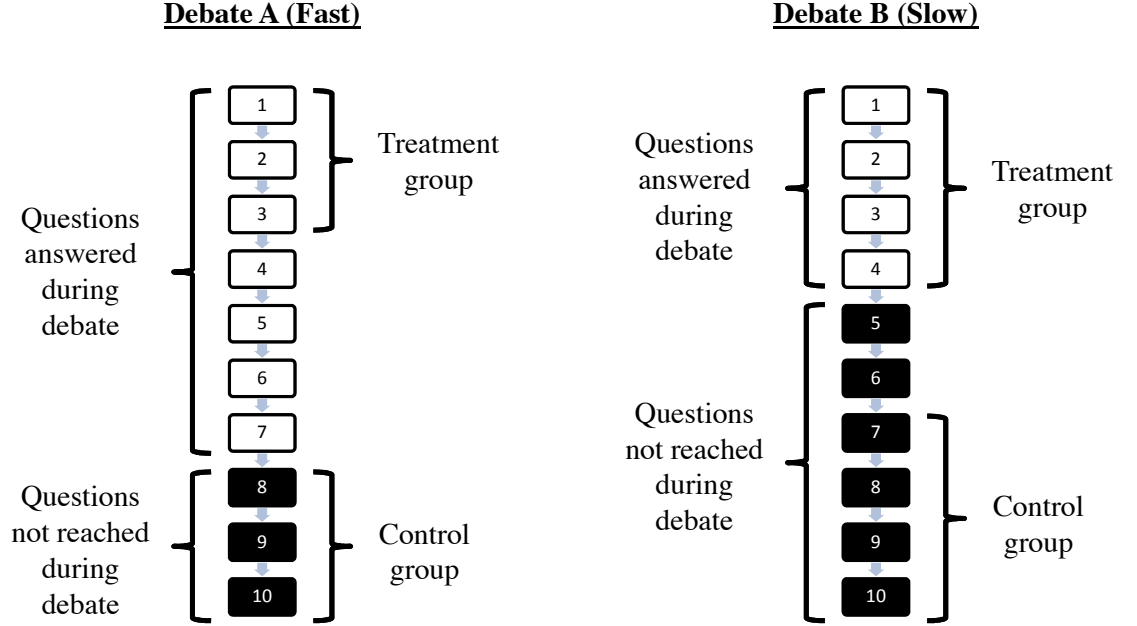 Debate A (Fast)
Questions
answered
during
debate
1
2
3
4
5
6
7
8
9
10
Treatment
group
Questions
not reached
during
debate
Control
group
Debate B (Slow)
Questions
answered
during
debate
1
2
3
4
5
6
7
8
9
10
Treatment
group
Questions
not reached
during
debate
Control
group